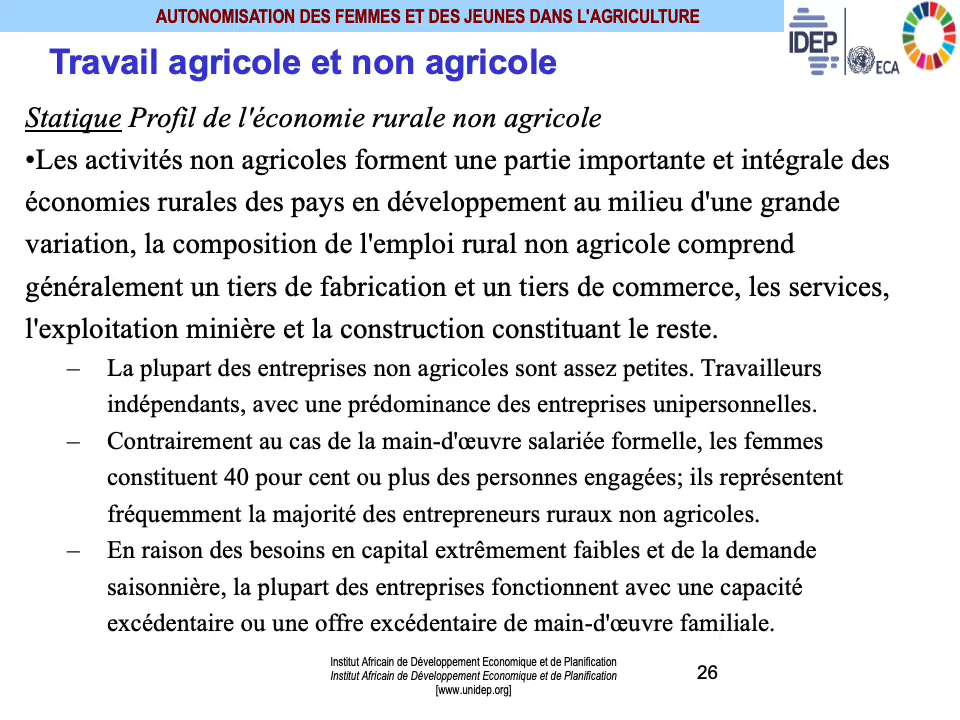 AUTONOMISATION DES FEMMES ET DES JEUNES DANS L'AGRICULTURE
IDEP
ECA
Travail agricole et non agricole
Statique Profil de l'économie rurale non agricole
•Les activités non agricoles forment une partie importante et intégrale des
économies rurales des pays en développement au milieu d'une grande
variation, la composition de l'emploi rural non agricole comprend
généralement un tiers de fabrication et un tiers de commerce, les services,
l'exploitation minière et la construction constituant le reste.
– La plupart des entreprises non agricoles sont assez petites. Travailleurs
indépendants, avec une prédominance des entreprises unipersonnelles.
– Contrairement au cas de la main-d'œuvre salariée formelle, les femmes
constituent 40 pour cent ou plus des personnes engagées; ils représentent
fréquemment la majorité des entrepreneurs ruraux non agricoles.
– En raison des besoins en capital extrêmement faibles et de la demande
saisonnière, la plupart des entreprises fonctionnent avec une capacité
excédentaire ou une offre excédentaire de main-d'œuvre familiale.
Institut Africain de Développement Economique et de Planification
Institut Africain de Développement Economique et de Planification
[www.unidep.org]
26